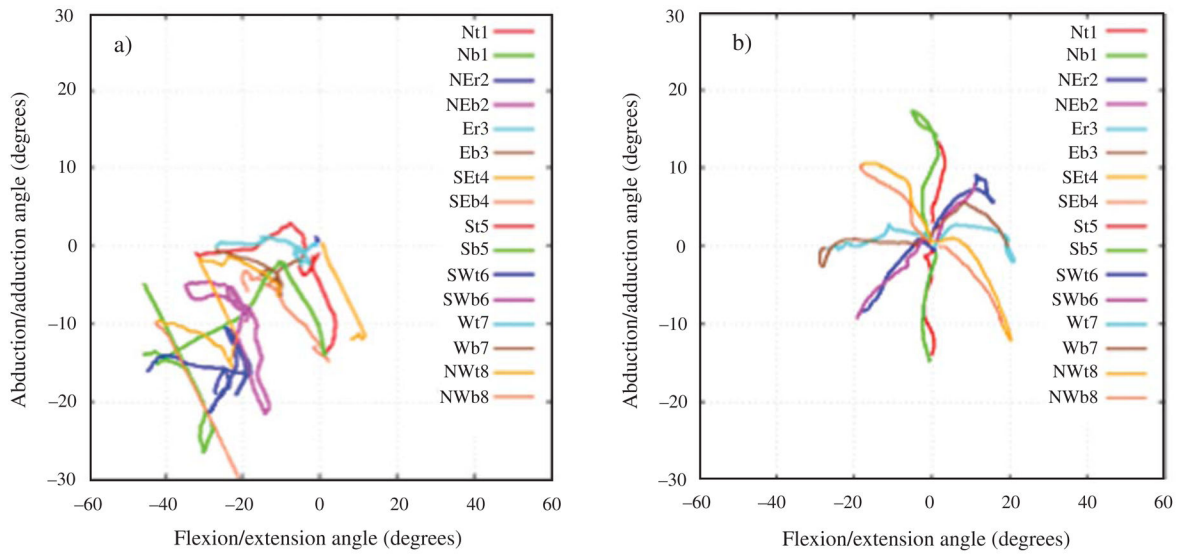 a)
Abduction/adduction angle (degrees)
30
20
10
0
–10
–20
–30
–60
–40
–20
0
20
40
60
Flexion/extension angle (degrees)
Nt1
Nb1
NEr2
NEb2
Er3
Eb3
SEt4
SEb4
St5
Sb5
SWt6
SWb6
Wt7
Wb7
NWt8
NWb8
b)
Abduction/adduction angle (degrees)
30
20
10
0
–10
–20
–30
–60
–40
–20
0
20
40
60
Flexion/extension angle (degrees)
Nt1
Nb1
NEr2
NEb2
Er3
Eb3
SEt4
SEb4
St5
Sb5
SWt6
SWb6
Wt7
Wb7
NWt8
NWb8